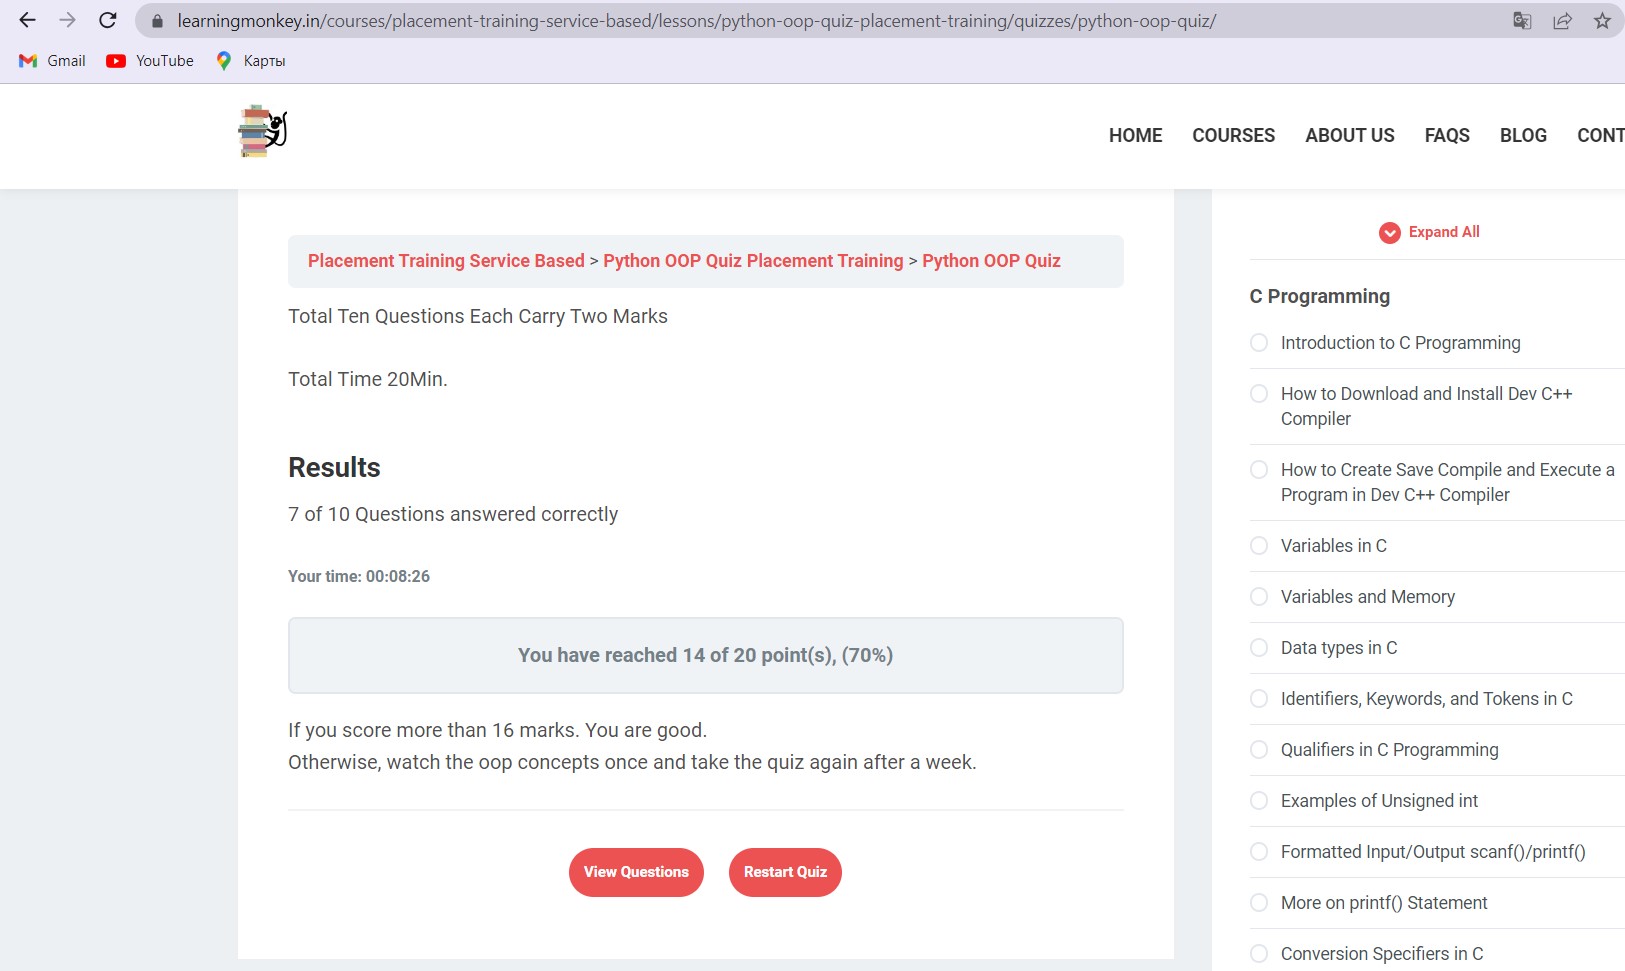 learningmonkey.in/courses/placement-training-service-based/lessons/python-oop-quiz-placement-training/quizzes/python-oop-quiz/
Gmail
YouTube
Карты
HOME
COURSES
ABOUT US
FAQS
BLOG
CONT
Placement Training Service Based > Python OOP Quiz Placement Training > Python OOP Quiz
Total Ten Questions Each Carry Two Marks
Total Time 20Min.
Results
7 of 10 Questions answered correctly
Your time: 00:08:26
You have reached 14 of 20 point(s), (70%)
If you score more than 16 marks. You are good.
Otherwise, watch the oop concepts once and take the quiz again after a week.
View Questions
Restart Quiz
Expand All
C Programming
Introduction to C Programming
How to Download and Install Dev C++
Compiler
How to Create Save Compile and Execute a
Program in Dev C++ Compiler
Variables in C
Variables and Memory
Data types in C
Identifiers, Keywords, and Tokens in C
Qualifiers in C Programming
Examples of Unsigned int
Formatted Input/Output scanf()/printf()
More on printf() Statement
Conversion Specifiers in C